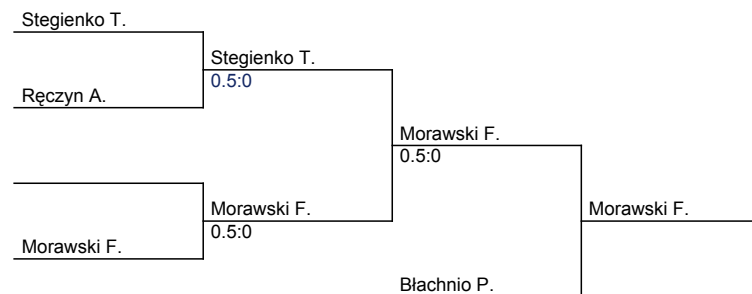 Stegienko T.
Stegienko T.
0.5:0
Ręczyn A.
Morawski F.
0.5:0
Morawski F.
0.5:0
Morawski F.
Morawski F.
Błachnio P.